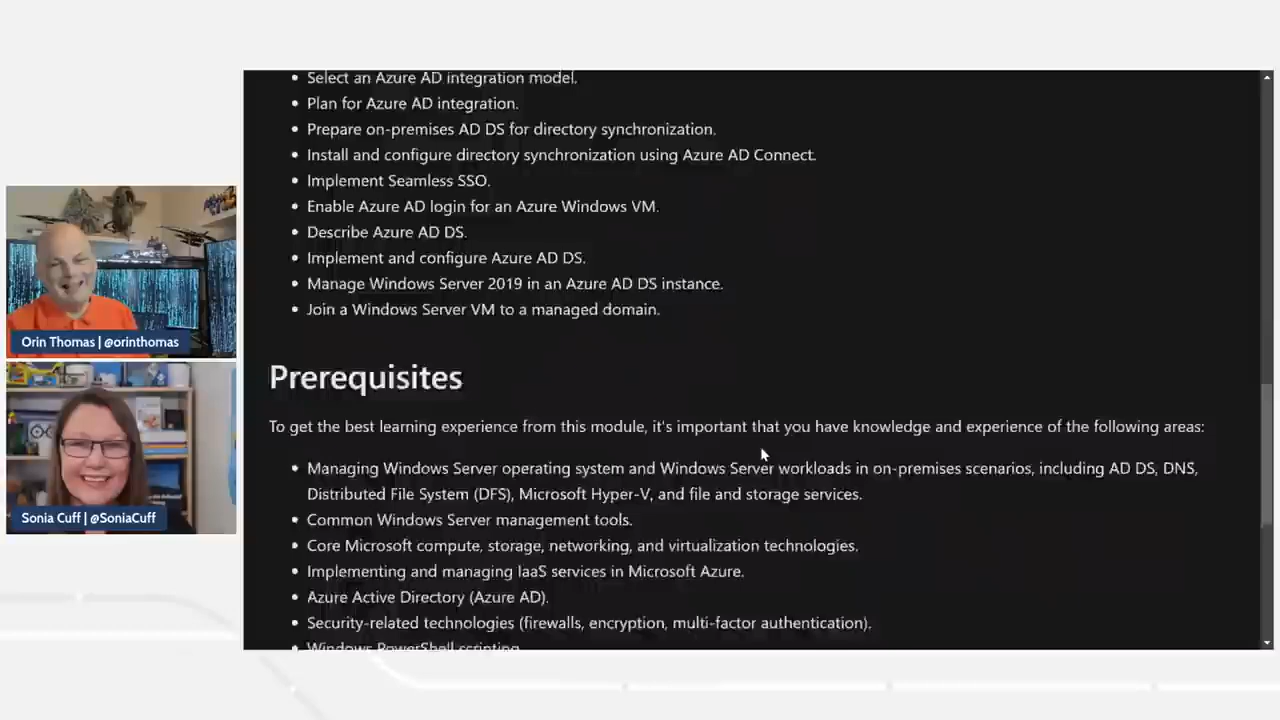 Select an Azure AD integration model.
Plan for Azure AD integration.
Prepare on-premises AD DS for directory synchronization.
Install and configure directory synchronization using Azure AD Connect.
Implement Seamless SSO.
Enable Azure AD login for an Azure Windows VM.
Describe Azure AD DS.
Implement and configure Azure AD DS.
Manage Windows Server 2019 in an Azure AD DS instance.
Join a Windows Server VM to a managed domain.
Orin Thomas | @orinthomas
Prerequisites
To get the best learning experience from this module, it's important that you have knowledge and experience of the following areas:
Managing Windows Server operating system and Windows Server workloads in on-premises scenarios, including AD DS, DNS,
Distributed File System (DFS), Microsoft Hyper-V, and file and storage services.
Sonia Cuff | @SoniaCuff
Common Windows Server management tools.
Core Microsoft compute, storage, networking, and virtualization technologies.
Implementing and managing IaaS services in Microsoft Azure.
Azure Active Directory (Azure AD).
Security-related technologies (firewalls, encryption, multi-factor authentication).
Windows PowerShell scripting.